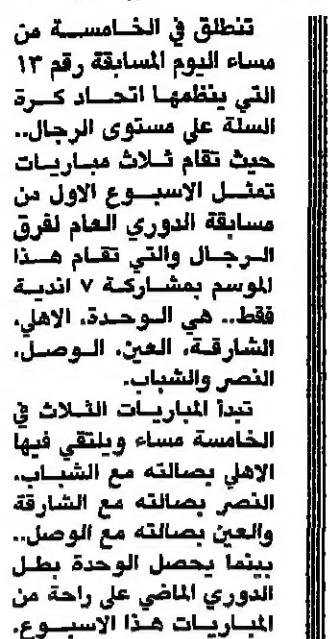 تنطلق في الخامسة من
مساء اليوم المسابقة رقم ١٣
التي ينظمها اتحاد كرة
السلة على مستوى الرجال..
حيث تقام ثلاث مباريات
تمثل الاسبوع الاول من
مسابقة الدوري العام لفرق
الرجال والتي تقام هذا
الموسم بمشاركة ٧ اندية
فقط.. هي الوحدة، الاهلي،
الشارقة، العين، الوصل،
النصر والشباب.
تبدأ المباريات الثلاث في
الخامسة مساء ويلتقي فيها
الاهلي بصالته مع الشباب،
النصر بصالته مع الشارقة
والعين بصالته مع الوصل..
بينما يحصل الوحدة بطل
الدوري الماضي على راحة من
المباريات هذا الاسبوع.